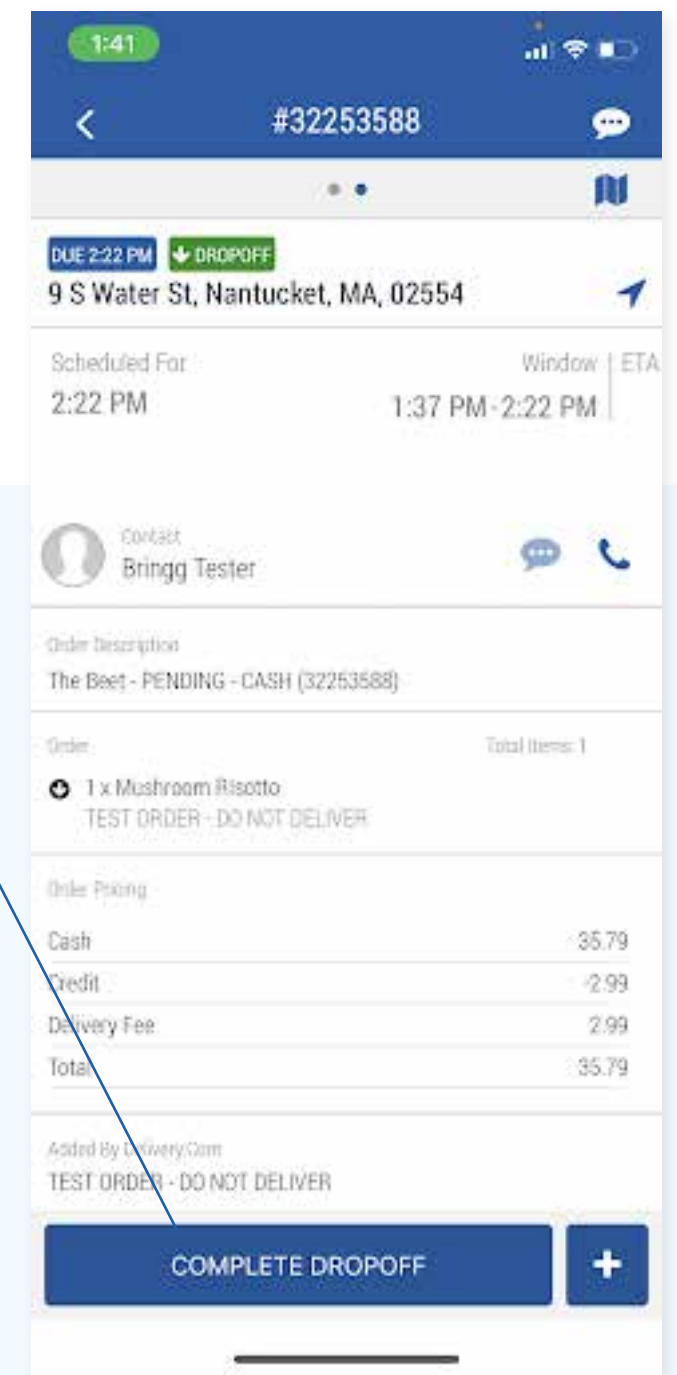 1:41
#32253588
DUE 2:22 PM DROPOFF
9 S Water St, Nantucket, MA, 02554
Scheduled For Window ETA
2:22 PM 1:37 PM-2:22 PM
Contact
Bringg Tester
Order Description
The Beet - PENDING - CASH (32253588)
Order Total Items: 1
1 x Mushroom Risotto
TEST ORDER - DO NOT DELIVER
Order Pricing
Cash 35.79
Credit -2.99
Delivery Fee 2.99
Total 35.79
Added By Delivery.Com
TEST ORDER - DO NOT DELIVER
COMPLETE DROPOFF +